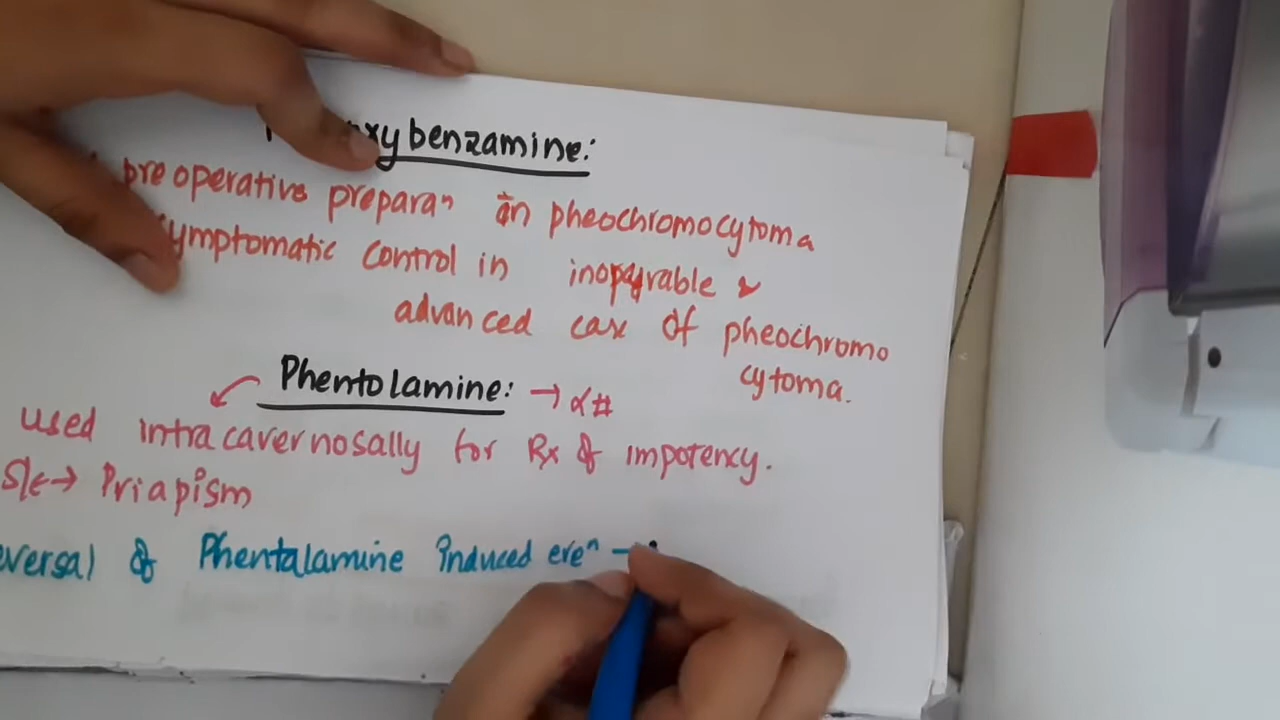 xybenzamine:
preoperative preparaⁿ in pheochromocytoma
symptomatic control in inoperable &
advanced case of pheochromo
cytoma.
Phentolamine: → α #
used intracavernosally for Rx of impotency.
S/E → Priapism
eversal of Phentalamine induced ereⁿ →